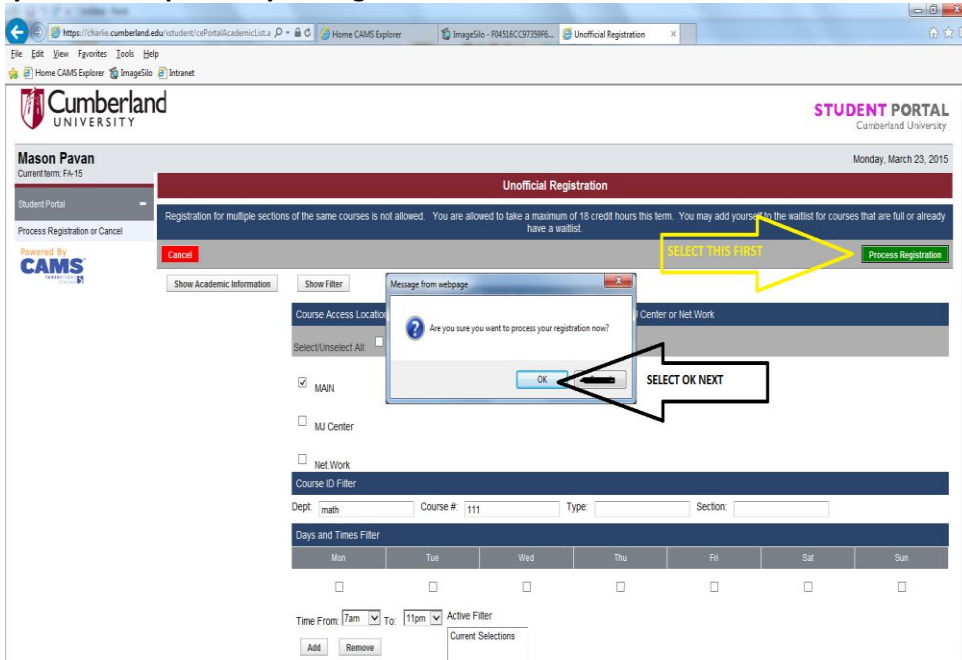 https://charlie.cumberland.edu/istudent/cePortalAcademicList.a
Home CAMS Explorer
ImageSilo - F04516CC97359F6...
Unofficial Registration
File Edit View Favorites Tools Help
Home CAMS Explorer ImageSilo Intranet
Cumberland
UNIVERSITY
STUDENT PORTAL
Cumberland University
Mason Pavan
Current term: FA-15
Monday, March 23, 2015
Unofficial Registration
Student Portal
Process Registration or Cancel
Registration for multiple sections of the same courses is not allowed. You are allowed to take a maximum of 18 credit hours this term. You may add yourself to the waitlist for courses that are full or already
have a waitlist.
Powered By
CAMS
Cancel
SELECT THIS FIRST
Process Registration
Show Academic Information
Show Filter
Message from webpage
Are you sure you want to process your registration now?
OK
SELECT OK NEXT
Course Access Location
Center or Net.Work
Select/Unselect All:
MAIN
MJ Center
Net.Work
Course ID Filter
Dept: math Course #: 111 Type: Section:
Days and Times Filter
Mon Tue Wed Thu Fri Sat Sun
Time From: 7am To: 11pm Active Filter
Current Selections
Add Remove